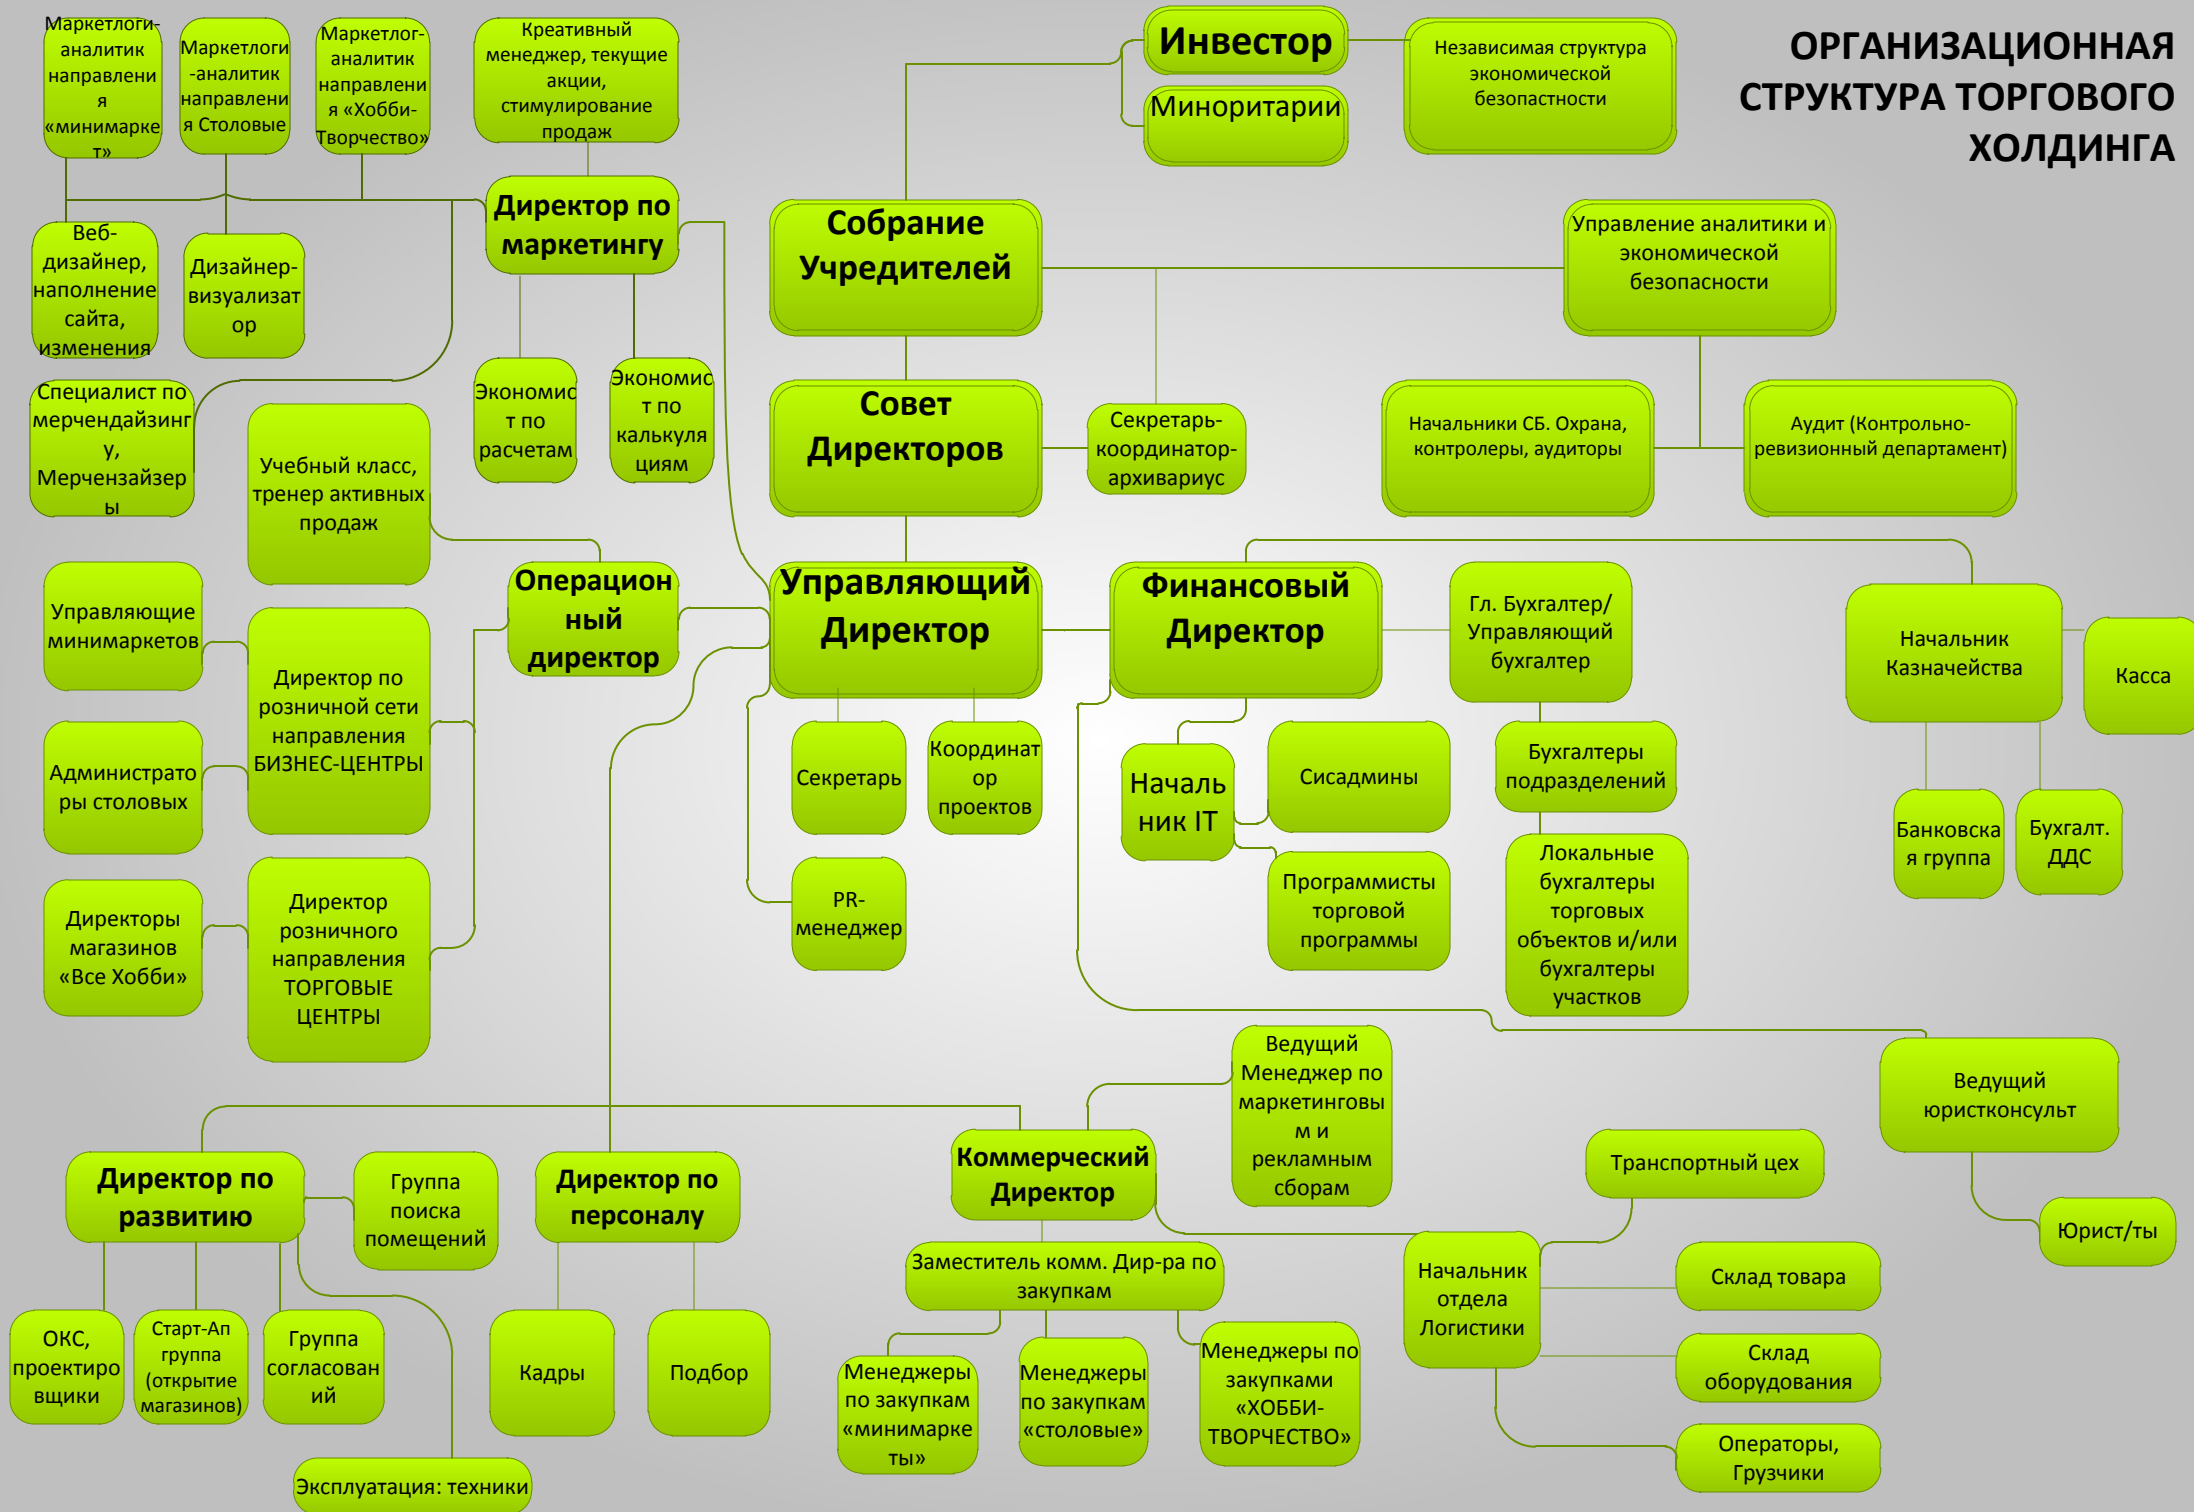 ОРГАНИЗАЦИОННАЯ
СТРУКТУРА ТОРГОВОГО
ХОЛДИНГА
Маркетлоги-
аналитик
направлени
я
«минимарке
т»
Маркетлоги
-аналитик
направлени
я Столовые
Маркетлог-
аналитик
направлени
я «Хобби-
Творчество»
Креативный
менеджер, текущие
акции,
стимулирование
продаж
Инвестор
Миноритарии
Независимая структура
экономической
безопастности
Директор по
маркетингу
Веб-
дизайнер,
наполнение
сайта,
изменения
Дизайнер-
визуализат
ор
Собрание
Учредителей
Управление аналитики и
экономической
безопасности
Специалист по
мерчендайзинг
у,
Мерчензайзер
ы
Экономис
т по
расчетам
Экономис
т по
калькуля
циям
Совет
Директоров
Секретарь-
координатор-
архивариус
Начальники СБ. Охрана,
контролеры, аудиторы
Аудит (Контрольно-
ревизионный департамент)
Учебный класс,
тренер активных
продаж
Операцион
ный
директор
Управляющий
Директор
Финансовый
Директор
Гл. Бухгалтер/
Управляющий
бухгалтер
Начальник
Казначейства
Касса
Управляющие
минимаркетов
Директор по
розничной сети
направления
БИЗНЕС-ЦЕНТРЫ
Администрато
ры столовых
Секретарь
Координат
ор
проектов
Началь
ник IT
Сисадмины
Бухгалтеры
подразделений
Банковска
я группа
Бухгалт.
ДДС
Директоры
магазинов
«Все Хобби»
Директор
розничного
направления
ТОРГОВЫЕ
ЦЕНТРЫ
PR-
менеджер
Программисты
торговой
программы
Локальные
бухгалтеры
торговых
объектов и/или
бухгалтеры
участков
Ведущий
Менеджер по
маркетинговы
м и
рекламным
сборам
Ведущий
юристконсульт
Директор по
развитию
Группа
поиска
помещений
Директор по
персоналу
Коммерческий
Директор
Транспортный цех
Юрист/ты
Заместитель комм. Дир-ра по
закупкам
Начальник
отдела
Логистики
Склад товара
ОКС,
проектиро
вщики
Старт-Ап
группа
(открытие
магазинов)
Группа
согласован
ий
Кадры
Подбор
Менеджеры
по закупкам
«минимарке
ты»
Менеджеры
по закупкам
«столовые»
Менеджеры по
закупками
«ХОББИ-
ТВОРЧЕСТВО»
Склад
оборудования
Операторы,
Грузчики
Эксплуатация: техники